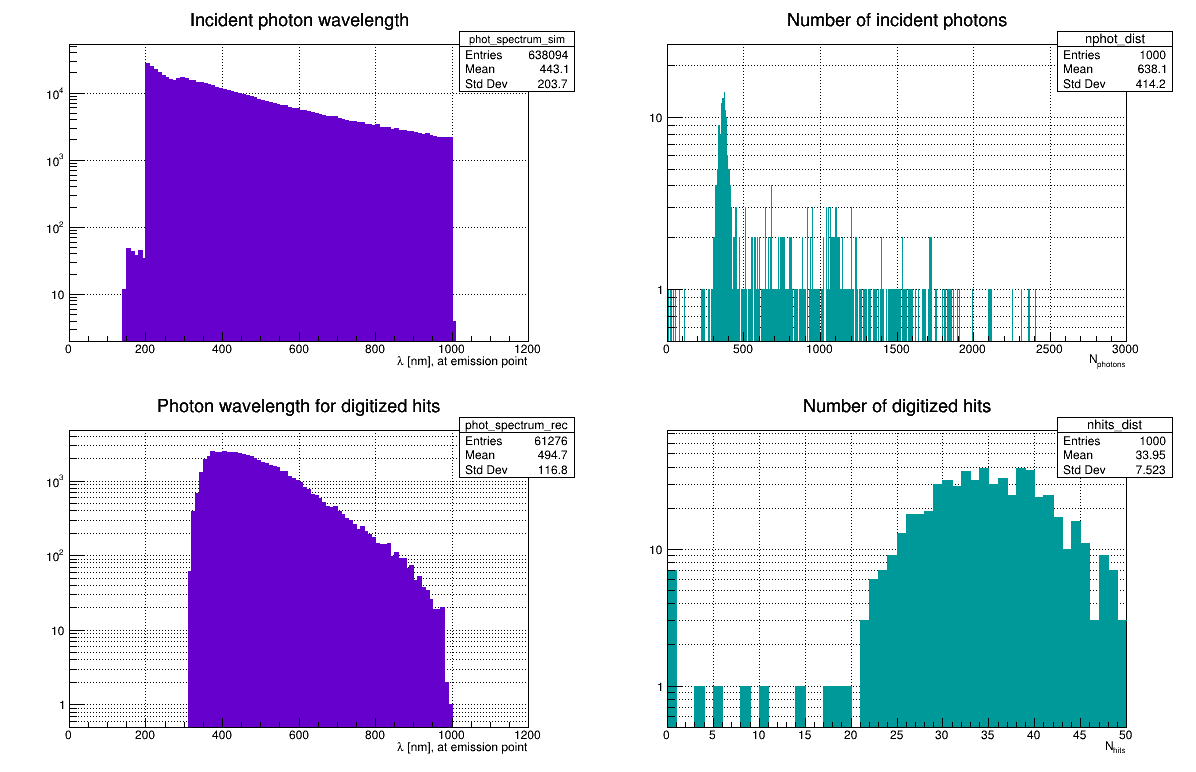 Incident photon wavelength
phot_spectrum_sim
Entries 638094
Mean 443.1
Std Dev 203.7
10^4
10^3
10^2
10
0 200 400 600 800 1000 1200
λ [nm], at emission point
Number of incident photons
nphot_dist
Entries 1000
Mean 638.1
Std Dev 414.2
10
1
0 500 1000 1500 2000 2500 3000
N_photons
Photon wavelength for digitized hits
phot_spectrum_rec
Entries 61276
Mean 494.7
Std Dev 116.8
10^3
10^2
10
1
0 200 400 600 800 1000 1200
λ [nm], at emission point
Number of digitized hits
nhits_dist
Entries 1000
Mean 33.95
Std Dev 7.523
10
1
0 5 10 15 20 25 30 35 40 45 50
N_hits